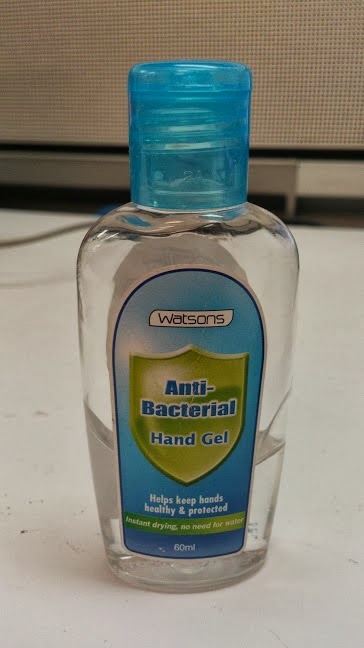 watsons
Anti-
Bacterial
Hand Gel
Helps keep hands
healthy & protected
Instant drying, no need for water
60ml